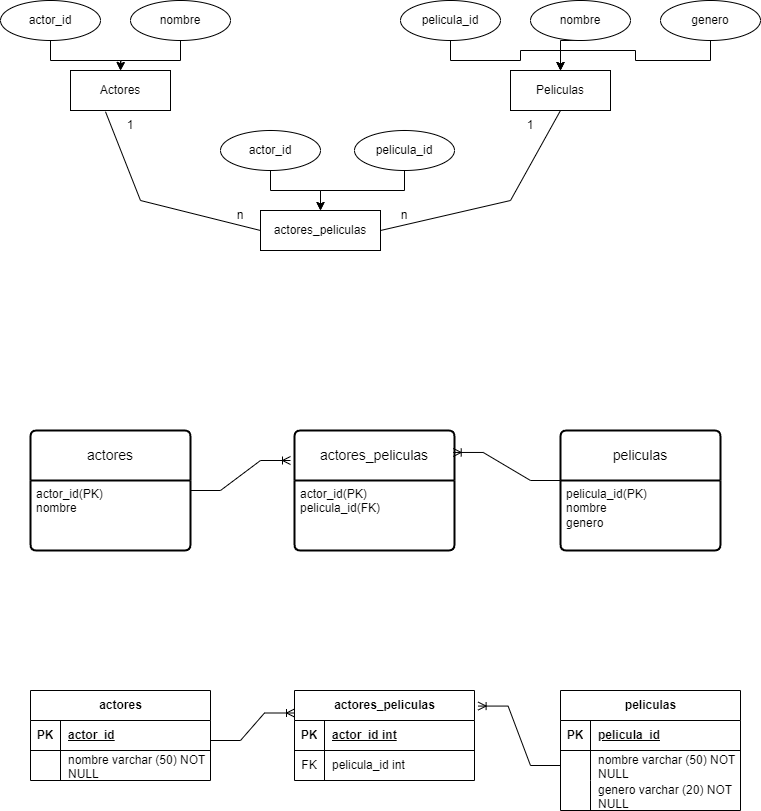 actor_id
nombre
pelicula_id
nombre
genero
Actores
Peliculas
1
1
actor_id
pelicula_id
n
n
actores_peliculas
actores
actores_peliculas
peliculas
actor_id(PK)
nombre
actor_id(PK)
pelicula_id(FK)
pelicula_id(PK)
nombre
genero
actores
PK
actor_id
nombre varchar (50) NOT
NULL
actores_peliculas
PK
actor_id int
FK
pelicula_id int
peliculas
PK
pelicula_id
nombre varchar (50) NOT
NULL
genero varchar (20) NOT
NULL